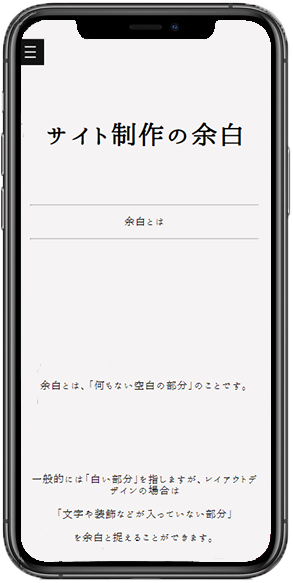 サイト制作の余白
余白とは
余白とは、「何もない空白の部分」のことです。
一般的には「白い部分」を指しますが、レイアウトデ
ザインの場合は
「文字や装飾などが入っていない部分」
を余白と捉えることができます。